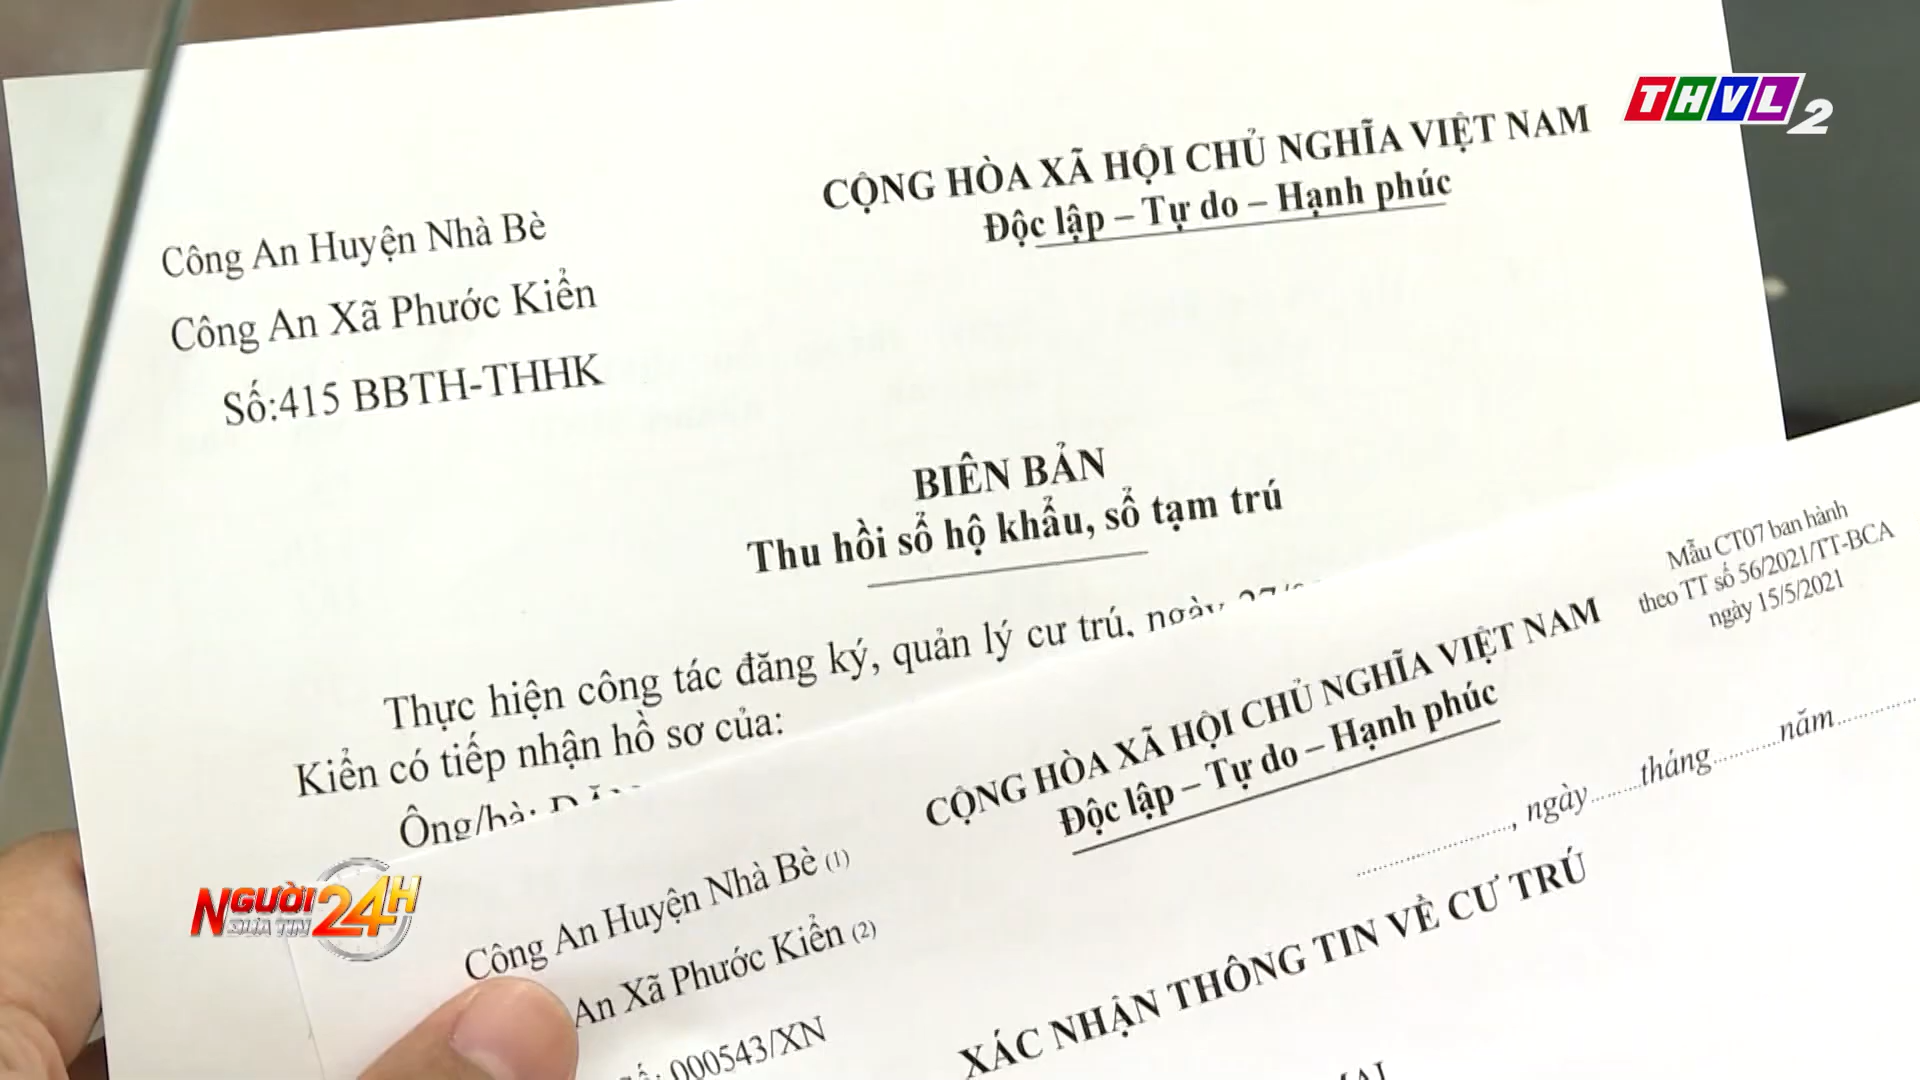 THVL 2
CỘNG HÒA XÃ HỘI CHỦ NGHĨA VIỆT NAM
Độc lập – Tự do – Hạnh phúc
Công An Huyện Nhà Bè
Công An Xã Phước Kiển
Số:415 BBTH-THHK
BIÊN BẢN
Thu hồi sổ hộ khẩu, sổ tạm trú
Thực hiện công tác đăng ký, quản lý cư trú, ngày
Kiển có tiếp nhận hồ sơ của:
Ông/bà:
Mẫu CT07 ban hành
theo TT số 56/2021/TT-BCA
ngày 15/5/2021
CỘNG HÒA XÃ HỘI CHỦ NGHĨA VIỆT NAM
Độc lập – Tự do – Hạnh phúc
..................., ngày.........tháng...........năm.............
Công An Huyện Nhà Bè (1)
An Xã Phước Kiển (2)
000543/XN
XÁC NHẬN THÔNG TIN VỀ CƯ TRÚ
NGƯỜI ĐƯA TIN 24H